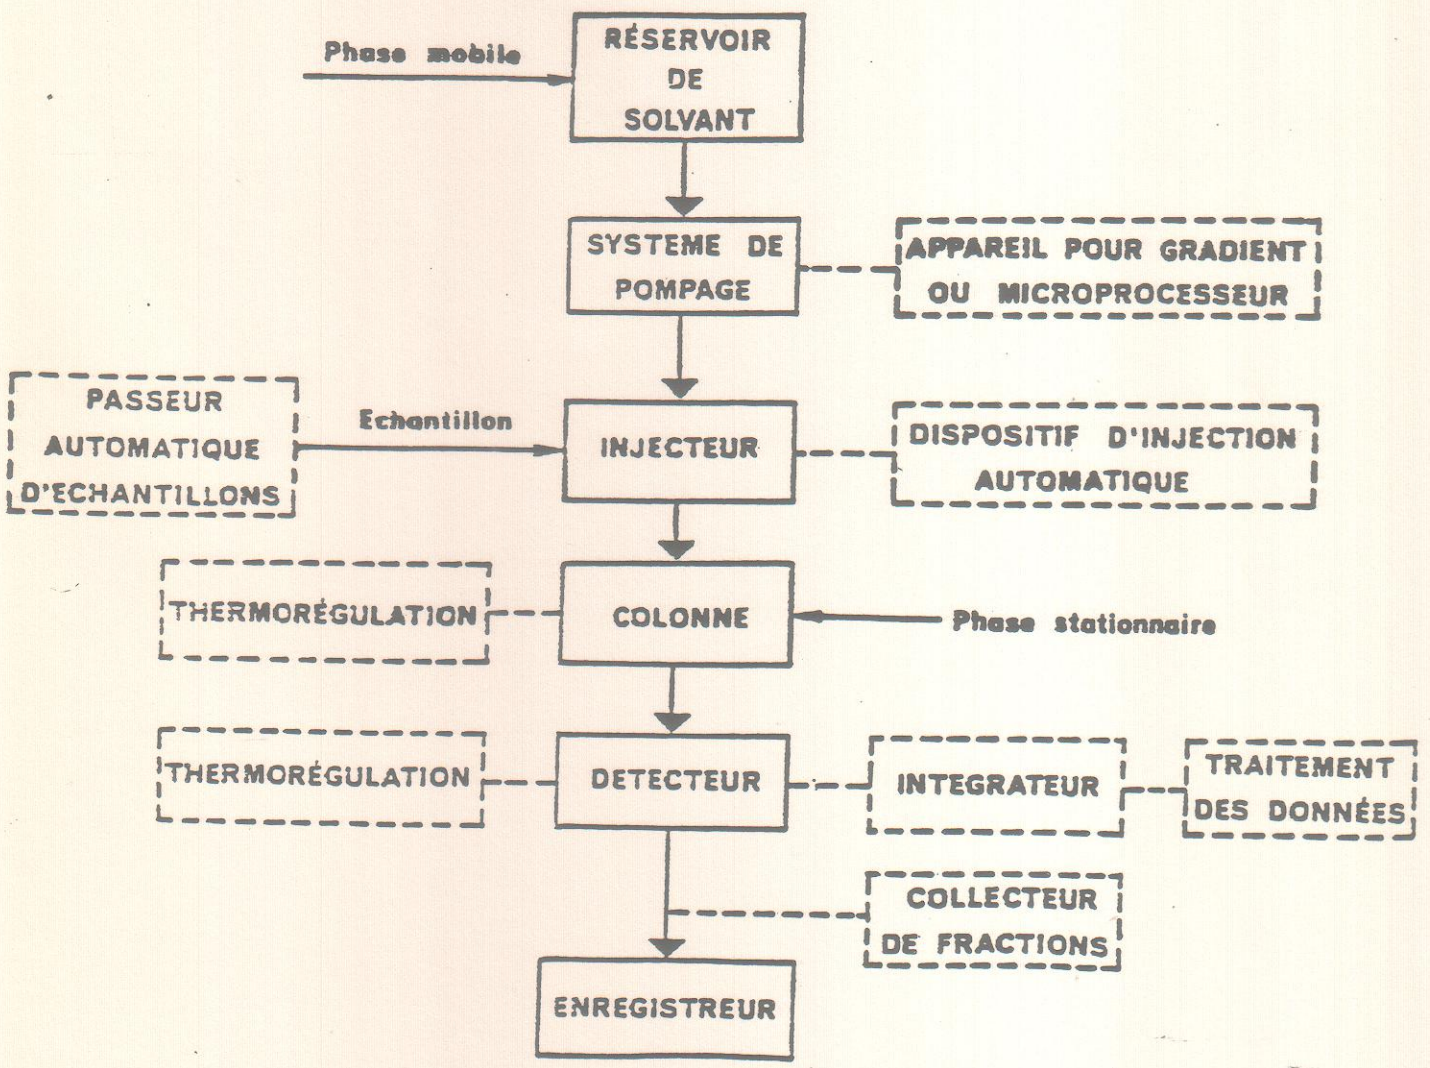 Phase mobile
RÉSERVOIR
DE
SOLVANT
SYSTEME DE
POMPAGE
APPAREIL POUR GRADIENT
OU MICROPROCESSEUR
PASSEUR
AUTOMATIQUE
D'ECHANTILLONS
Echantillon
INJECTEUR
DISPOSITIF D'INJECTION
AUTOMATIQUE
THERMORÉGULATION
COLONNE
Phase stationnaire
THERMORÉGULATION
DETECTEUR
INTEGRATEUR
TRAITEMENT
DES DONNÉES
COLLECTEUR
DE FRACTIONS
ENREGISTREUR